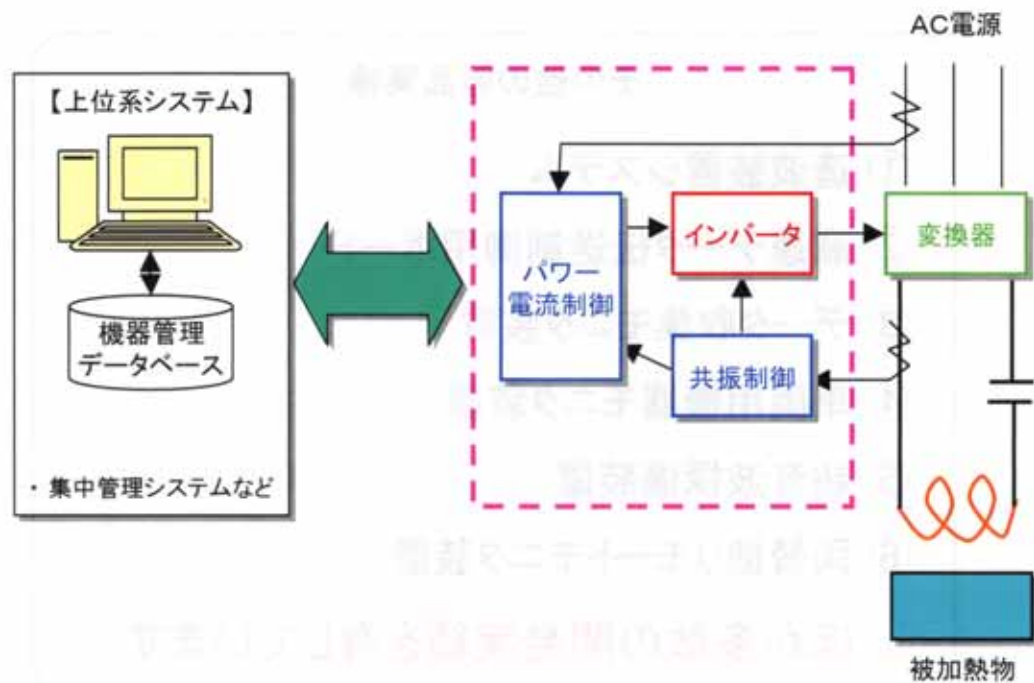 AC電源
【上位系システム】
機器管理
データベース
・ 集中管理システムなど
パワー
電流制御
インバータ
共振制御
変換器
被加熱物